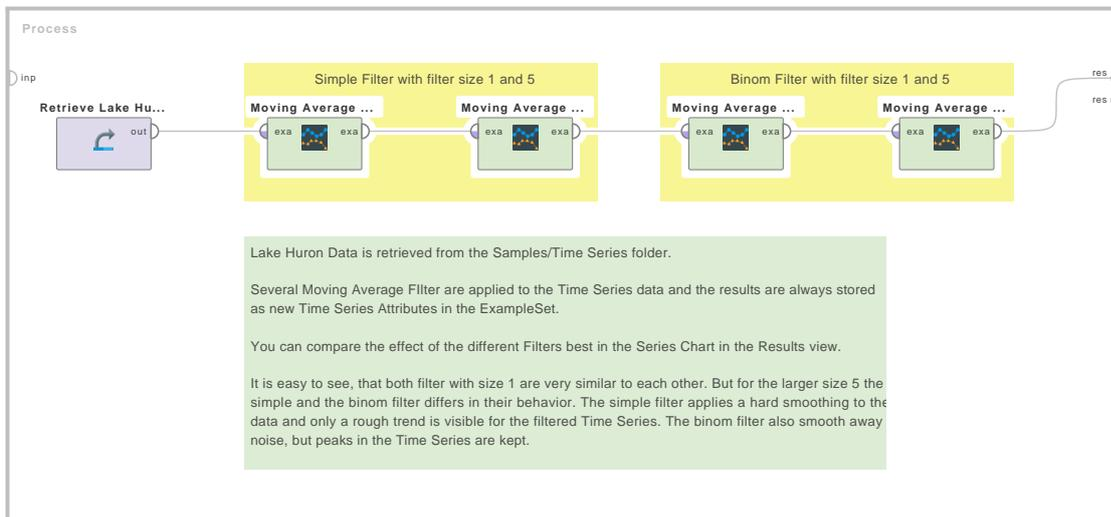 Process
inp
Simple Filter with filter size 1 and 5
Binom Filter with filter size 1 and 5
res
res
Retrieve Lake Hu...
Moving Average ...
Moving Average ...
Moving Average ...
Moving Average ...
out
exa
exa
exa
exa
exa
exa
exa
exa
Lake Huron Data is retrieved from the Samples/Time Series folder.
Several Moving Average FIlter are applied to the Time Series data and the results are always stored
as new Time Series Attributes in the ExampleSet.
You can compare the effect of the different Filters best in the Series Chart in the Results view.
It is easy to see, that both filter with size 1 are very similar to each other. But for the larger size 5 the
simple and the binom filter differs in their behavior. The simple filter applies a hard smoothing to the
data and only a rough trend is visible for the filtered Time Series. The binom filter also smooth away
noise, but peaks in the Time Series are kept.